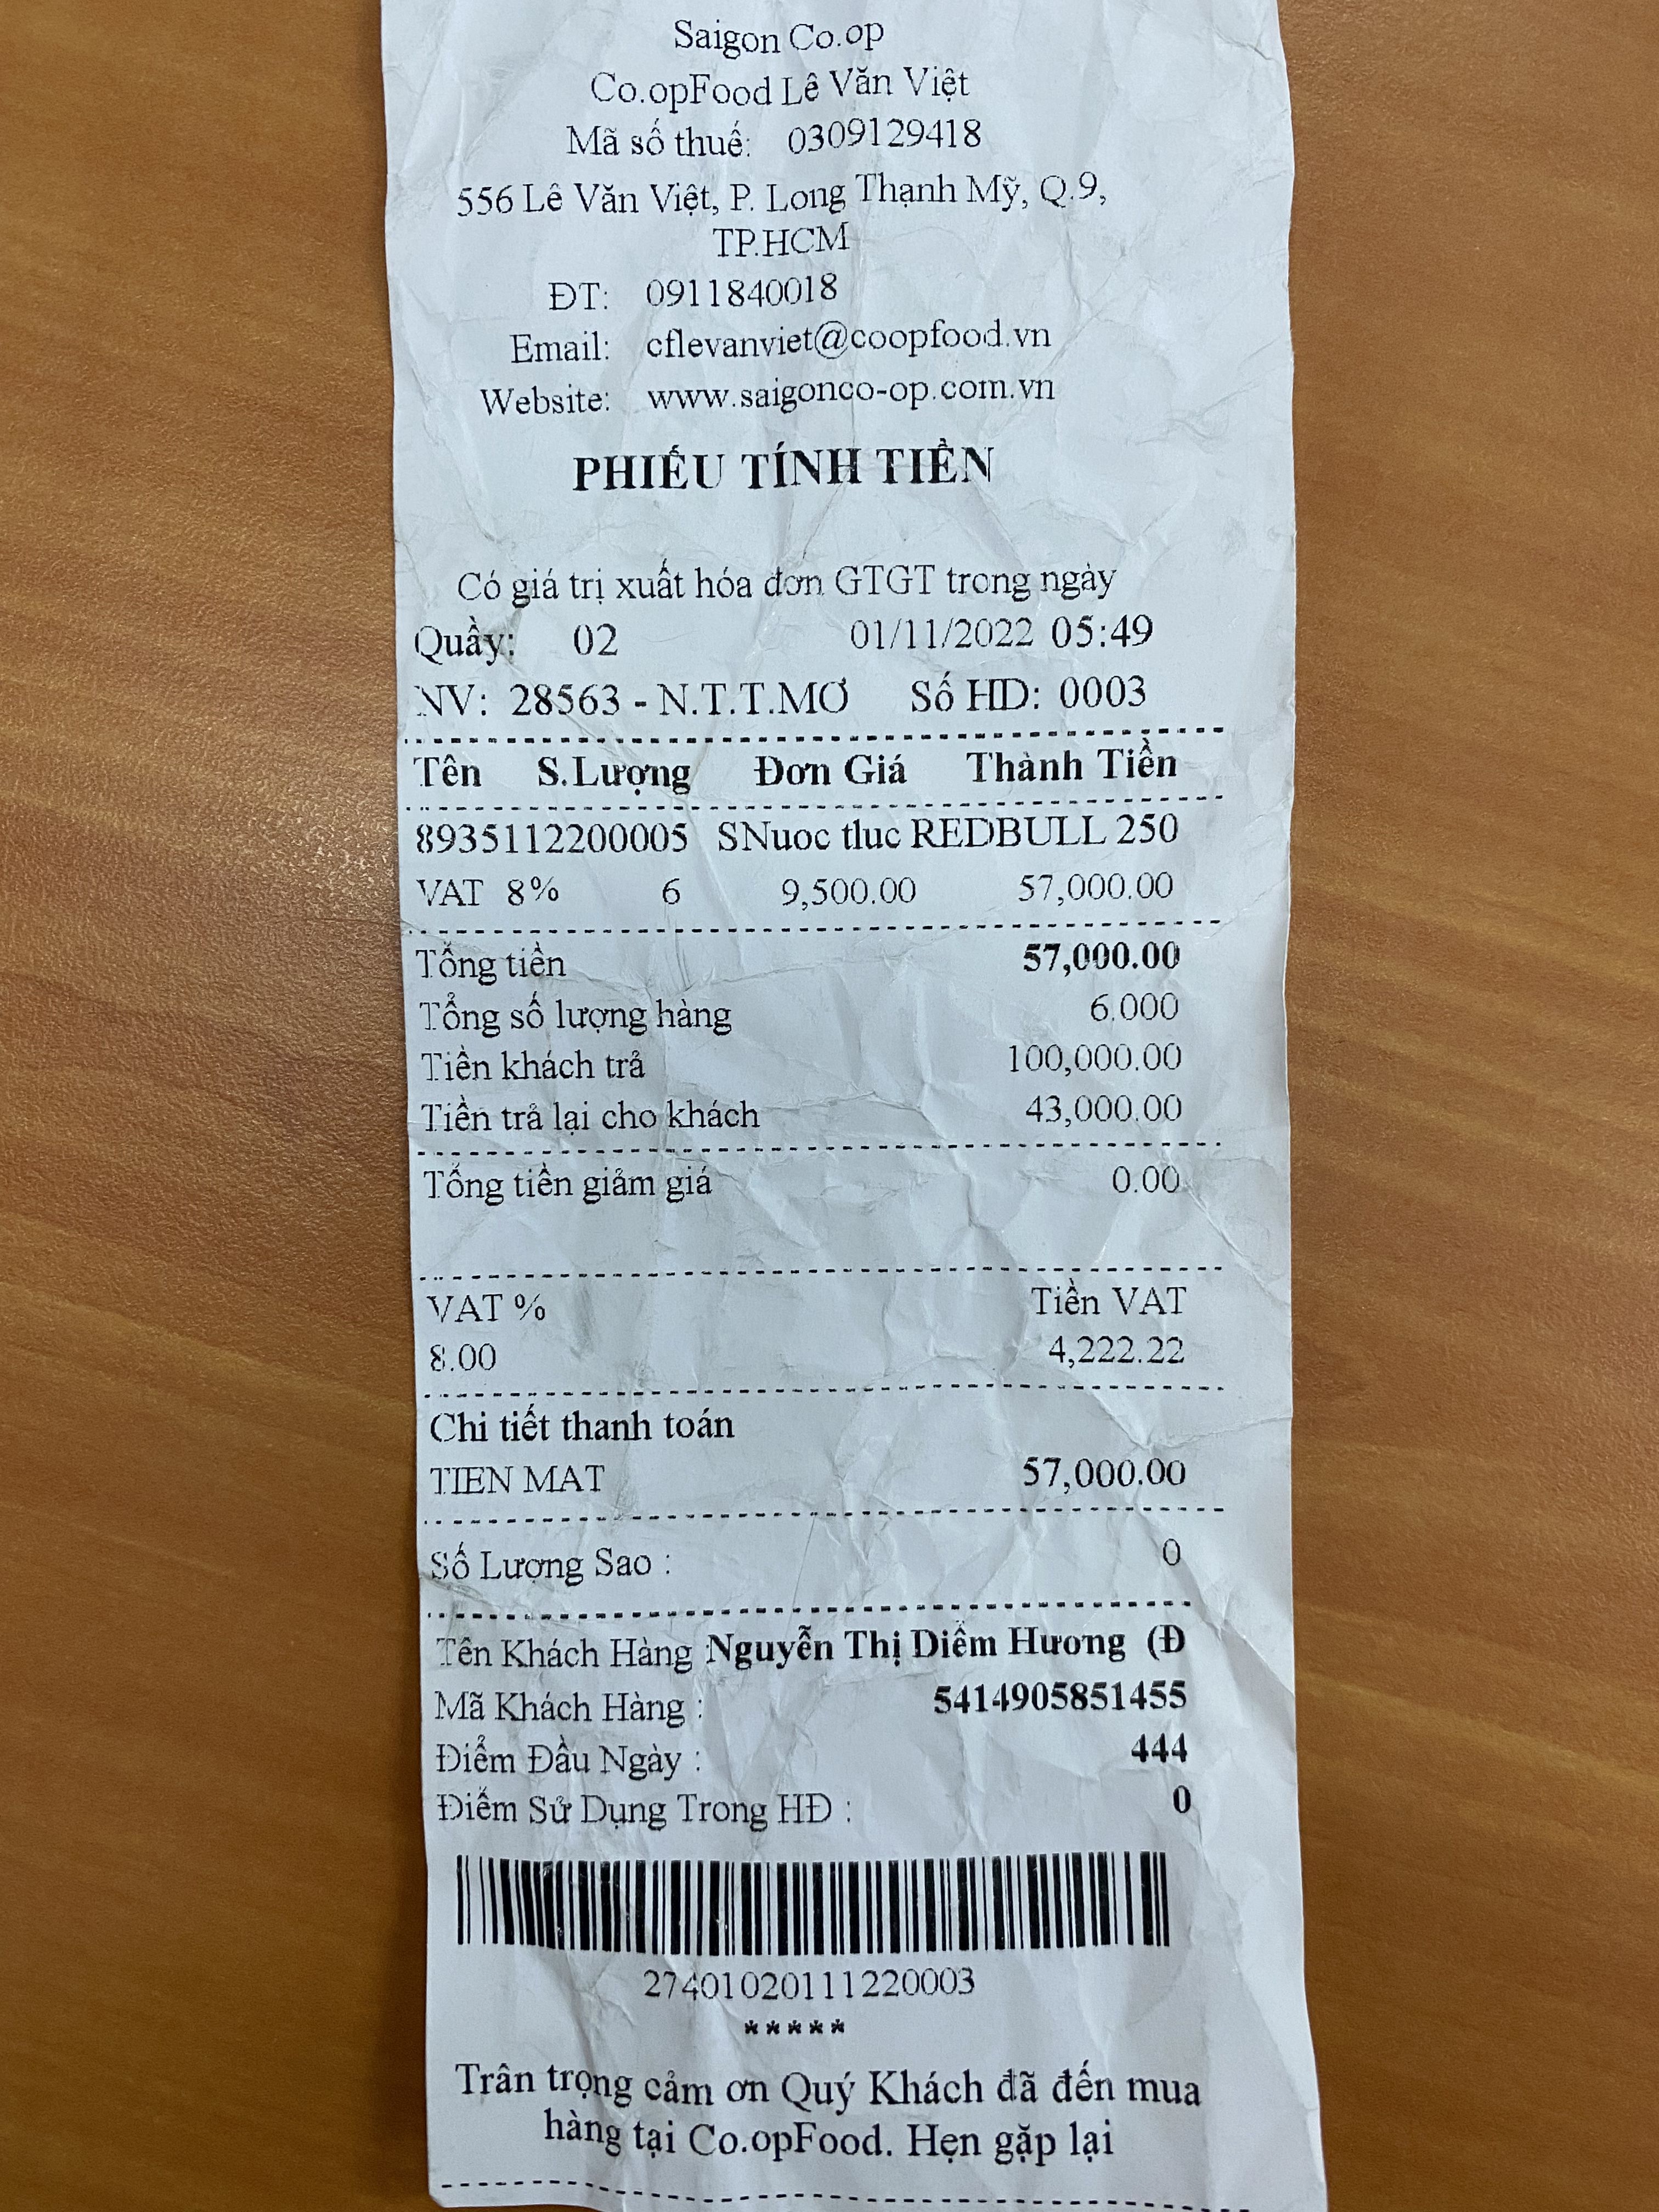 Saigon Co.op
Co.opFood Lê Văn Việt
Mã số thuế: 0309129418
556 Lê Văn Việt, P. Long Thạnh Mỹ, Q.9,
TP.HCM
ĐT: 0911840018
Email: cflevanviet@coopfood.vn
Website: www.saigonco-op.com.vn
PHIẾU TÍNH TIỀN
Có giá trị xuất hóa đơn GTGT trong ngày
Quầy: 02 01/11/2022 05:49
NV: 28563 - N.T.T.MƠ Số HD: 0003
Tên S.Lượng Đơn Giá Thành Tiền
8935112200005 SNuoc tluc REDBULL 250
VAT 8% 6 9,500.00 57,000.00
Tổng tiền 57,000.00
Tổng số lượng hàng 6.000
Tiền khách trả 100,000.00
Tiền trả lại cho khách 43,000.00
Tổng tiền giảm giá 0.00
VAT % Tiền VAT
8.00 4,222.22
Chi tiết thanh toán
TIEN MAT 57,000.00
Số Lượng Sao : 0
Tên Khách Hàng :Nguyễn Thị Diểm Hương (Đ
Mã Khách Hàng : 5414905851455
Điểm Đầu Ngày : 444
Điểm Sử Dụng Trong HĐ : 0
27401020111220003
*****
Trân trọng cảm ơn Quý Khách đã đến mua
hàng tại Co.opFood. Hẹn gặp lại